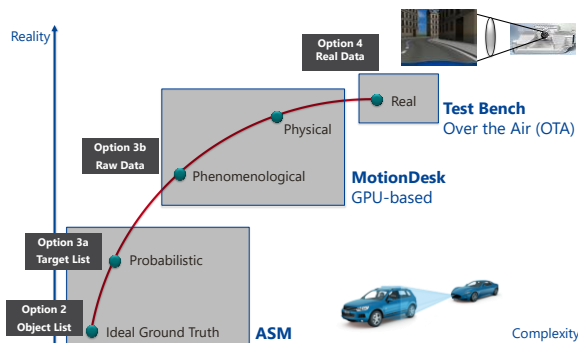 Reality
Option 4
Real Data
Real
Test Bench
Over the Air (OTA)
Physical
Option 3b
Raw Data
Phenomenological
MotionDesk
GPU-based
Option 3a
Target List
Probabilistic
Option 2
Object List
Ideal Ground Truth
ASM
Complexity